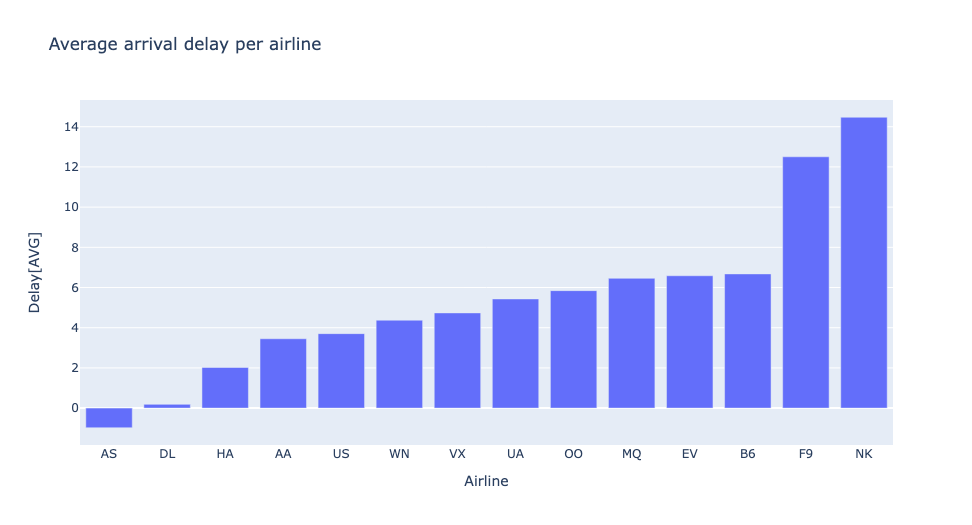 Average arrival delay per airline
14
12
10
8
6
4
2
0
Delay[AVG]
AS DL HA AA US WN VX UA OO MQ EV B6 F9 NK
Airline